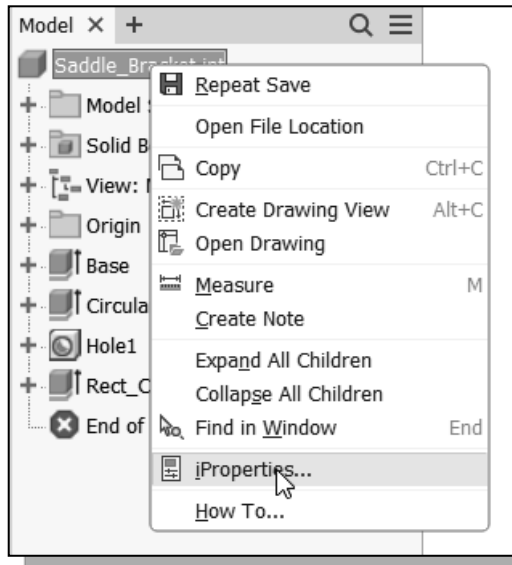 Model × +
Saddle_Bracket.ipt
Repeat Save
Model
Open File Location
Solid B
Copy Ctrl+C
View:
Create Drawing View Alt+C
Origin
Open Drawing
Base
Measure M
Circula
Create Note
Hole1
Expand All Children
Rect_C
Collapse All Children
End of
Find in Window End
iProperties...
How To...